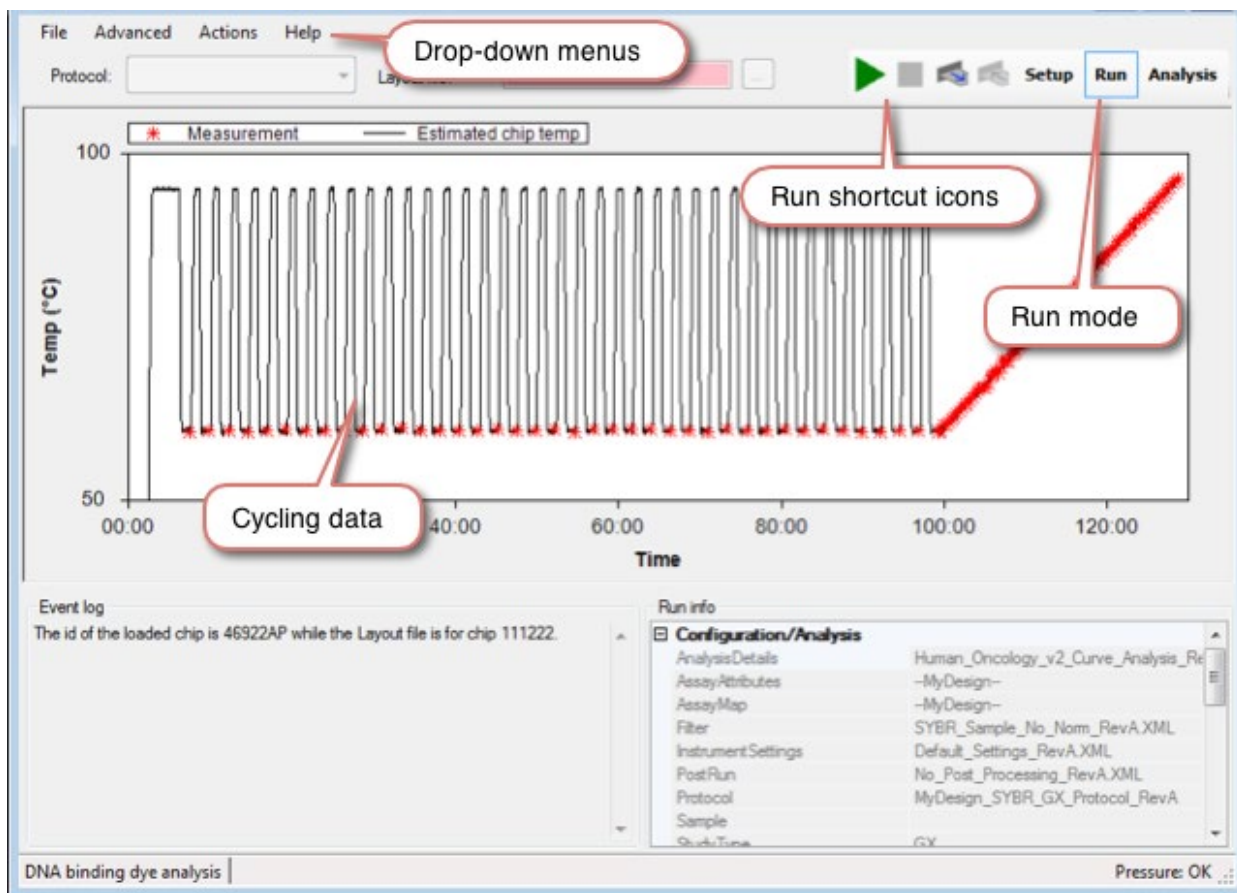 File Advanced Actions Help
Drop-down menus
Protocol:
Setup Run Analysis
Measurement Estimated chip temp
Run shortcut icons
Run mode
Cycling data
Temp (°C)
100
50
00:00 40:00 60:00 80:00 100:00 120:00
Time
Event log
The id of the loaded chip is 46922AP while the Layout file is for chip 111222.
Run info
Configuration/Analysis
AnalysisDetails Human_Oncology_v2_Curve_Analysis_Re
AssayAttributes --MyDesign--
AssayMap --MyDesign--
Filter SYBR_Sample_No_Norm_RevA.XML
InstrumentSettings Default_Settings_RevA.XML
PostRun No_Post_Processing_RevA.XML
Protocol MyDesign_SYBR_GX_Protocol_RevA
Sample
StudyType GX
DNA binding dye analysis
Pressure: OK